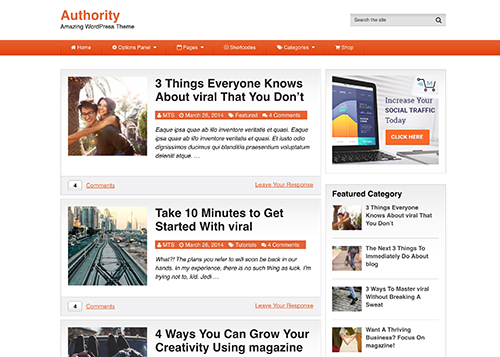 Authority
Amazing WordPress Theme
Search the site
Home
Options Panel
Pages
Shortcodes
Categories
Shop
3 Things Everyone Knows
About viral That You Don't
MTS March 26, 2014 Featured 4 Comments
Eaque ipsa quae ab illo inventore veritatis et quasi. Eaque
ipsa quae ab illo inventore veritatis et quasi. Et iusto odio
dignissimos ducimus qui blanditiis praesentium voluptatum
deleniti atque. ...
4 Comments
Leave Your Response
Take 10 Minutes to Get
Started With viral
MTS March 26, 2014 Tutorials 4 Comments
What?! The plans you refer to will soon be back in our
hands. In my experience, there is no such thing as luck. I'm
trying not to, kid. Jedi ...
4 Comments
Leave Your Response
4 Ways You Can Grow Your
Creativity Using magazine
Increase Your
SOCIAL TRAFFIC
Today
CLICK HERE
Featured Category
3 Things Everyone
Knows About viral That
You Don't
The Next 3 Things To
Immediately Do About
blog
3 Ways To Master viral
Without Breaking A
Sweat
Want A Thriving
Business? Focus On
magazine!